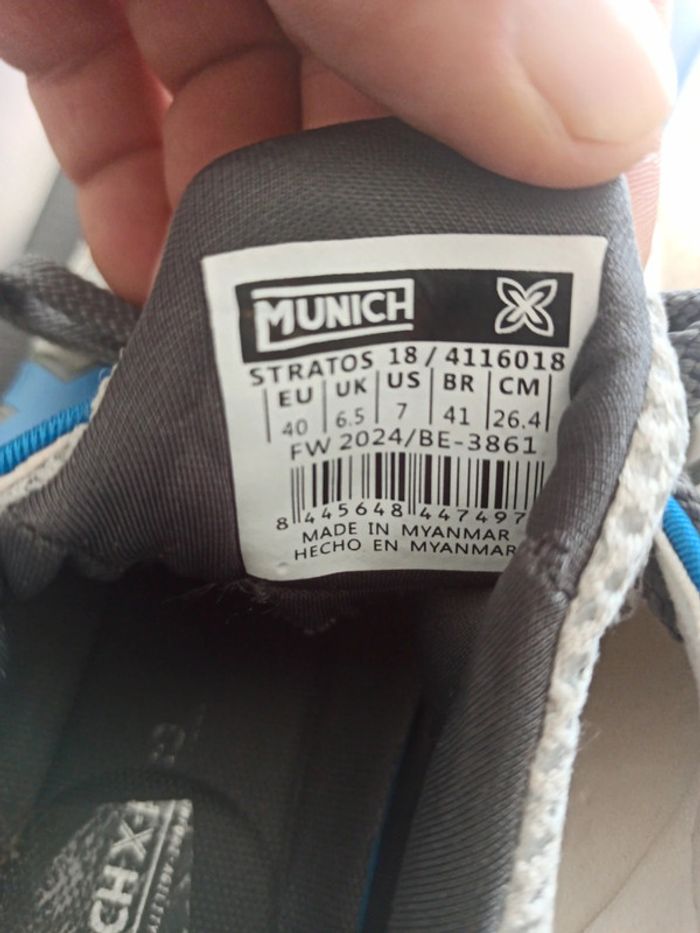 MUNICH
STRATOS 18 / 4116018
EU UK US BR CM
40 6.5 7 41 26.4
FW 2024/BE-3861
8 445648 447497
MADE IN MYANMAR
HECHO EN MYANMAR
CH X